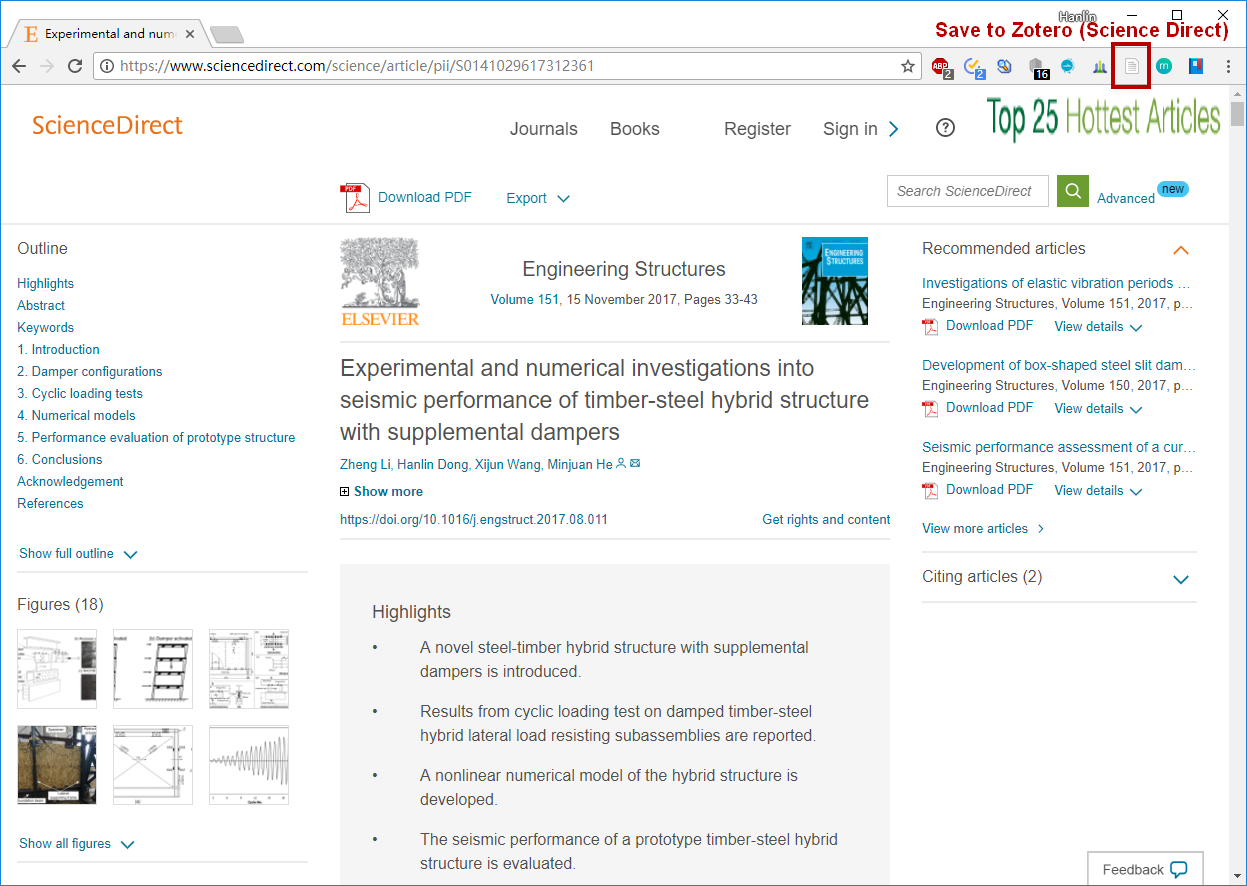 Hanlin
Save to Zotero (Science Direct)
Experimental and num
https://www.sciencedirect.com/science/article/pii/S0141029617312361
ABP 2
2
16
m
ScienceDirect
Journals
Books
Register
Sign in
?
Top 25 Hottest Articles
PDF
Download PDF
Export
Search ScienceDirect
Advanced
new
Outline
Highlights
Abstract
Keywords
1. Introduction
2. Damper configurations
3. Cyclic loading tests
4. Numerical models
5. Performance evaluation of prototype structure
6. Conclusions
Acknowledgement
References
Show full outline
Figures (18)
(b) Damper activated
Cycle No.
Show all figures
ELSEVIER
Engineering Structures
Volume 151, 15 November 2017, Pages 33-43
ENGINEERING
STRUCTURES
Experimental and numerical investigations into
seismic performance of timber-steel hybrid structure
with supplemental dampers
Zheng Li, Hanlin Dong, Xijun Wang, Minjuan He
Show more
https://doi.org/10.1016/j.engstruct.2017.08.011
Get rights and content
Highlights
• A novel steel-timber hybrid structure with supplemental
dampers is introduced.
• Results from cyclic loading test on damped timber-steel
hybrid lateral load resisting subassemblies are reported.
• A nonlinear numerical model of the hybrid structure is
developed.
• The seismic performance of a prototype timber-steel hybrid
structure is evaluated.
Recommended articles
Investigations of elastic vibration periods …
Engineering Structures, Volume 151, 2017, p…
Download PDF
View details
Development of box-shaped steel slit dam…
Engineering Structures, Volume 150, 2017, p…
Download PDF
View details
Seismic performance assessment of a cur…
Engineering Structures, Volume 151, 2017, p…
Download PDF
View details
View more articles
Citing articles (2)
Feedback